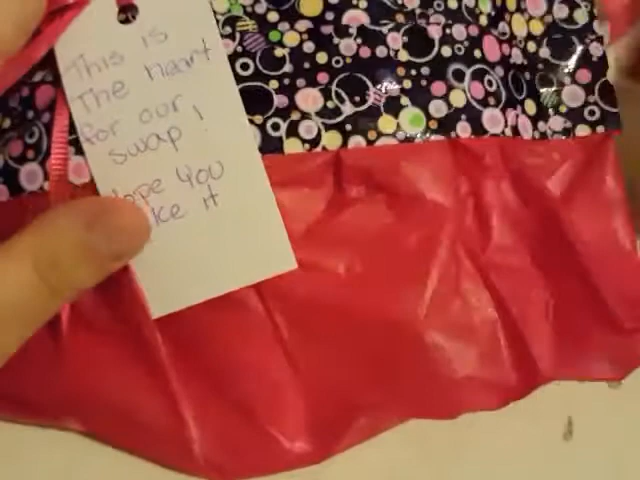 This is
The heart
for our
swap!
Hope You
like it